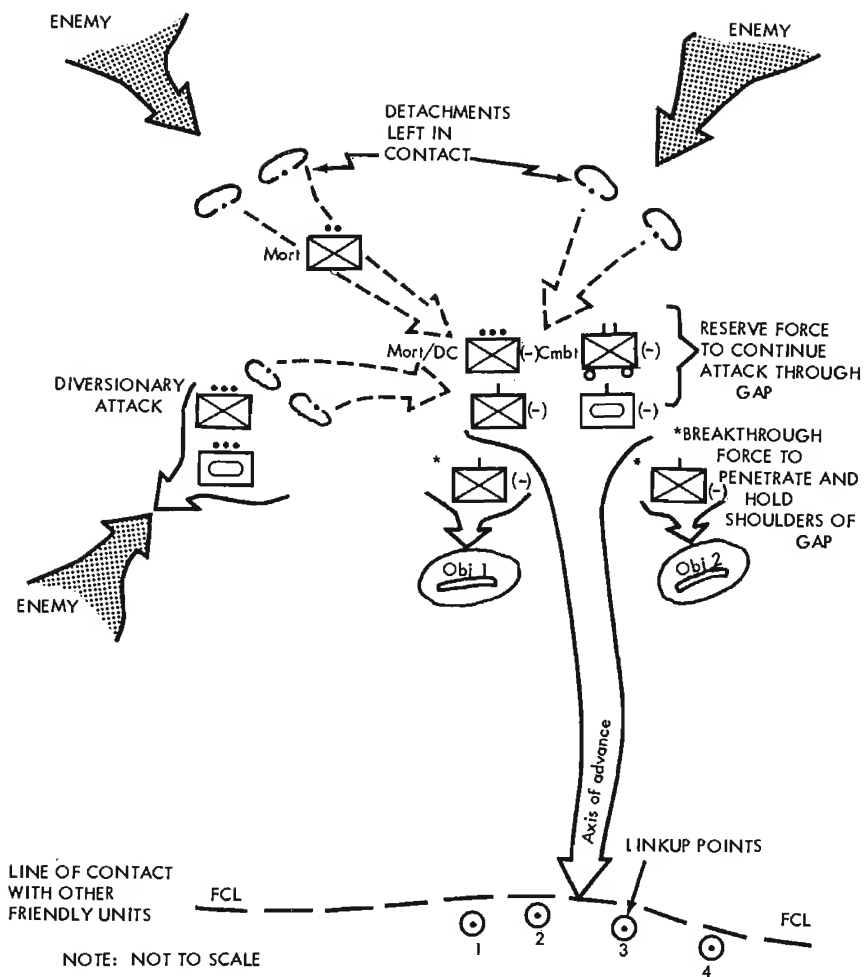 ENEMY
ENEMY
DETACHMENTS
LEFT IN
CONTACT
Mort
Mort/DC
(-)
Cmbt
(-)
RESERVE FORCE
TO CONTINUE
ATTACK THROUGH
GAP
DIVERSIONARY
ATTACK
(-)
(-)
*BREAKTHROUGH
FORCE TO
PENETRATE AND
HOLD
SHOULDERS OF
GAP
*
(-)
*
(-)
Obj 1
Obj 2
ENEMY
Axis of advance
LINKUP POINTS
LINE OF CONTACT
WITH OTHER
FRIENDLY UNITS
FCL
FCL
1
2
3
4
NOTE: NOT TO SCALE